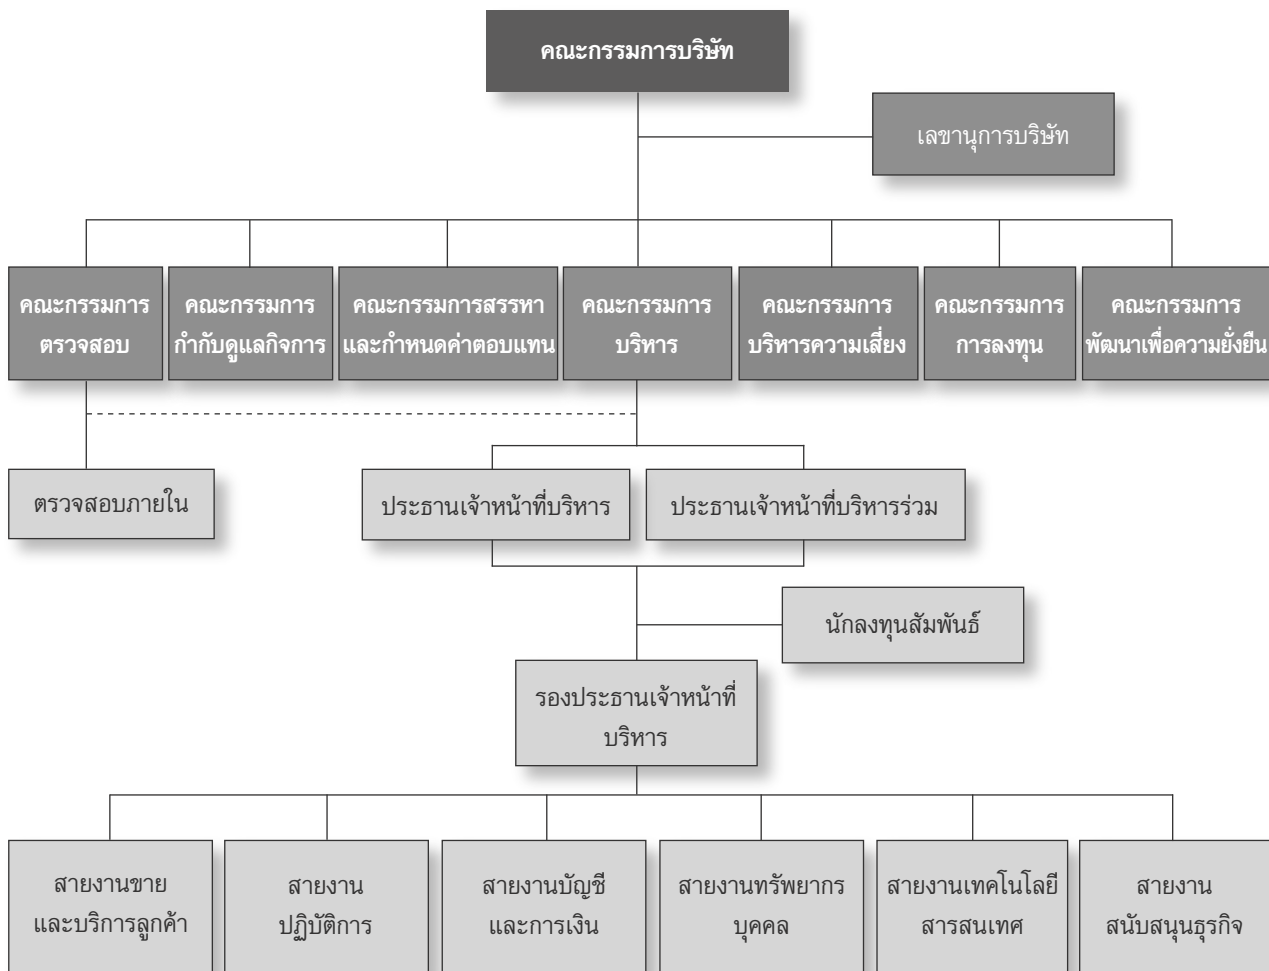 คณะกรรมการบริษัท
เลขานุการบริษัท
คณะกรรมการ
ตรวจสอบ
คณะกรรมการ
กำกับดูแลกิจการ
คณะกรรมการสรรหา
และกำหนดค่าตอบแทน
คณะกรรมการ
บริหาร
คณะกรรมการ
บริหารความเสี่ยง
คณะกรรมการ
การลงทุน
คณะกรรมการ
พัฒนาเพื่อความยั่งยืน
ตรวจสอบภายใน
ประธานเจ้าหน้าที่บริหาร
ประธานเจ้าหน้าที่บริหารร่วม
นักลงทุนสัมพันธ์
รองประธานเจ้าหน้าที่
บริหาร
สายงานขาย
และบริการลูกค้า
สายงาน
ปฏิบัติการ
สายงานบัญชี
และการเงิน
สายงานทรัพยากร
บุคคล
สายงานเทคโนโลยี
สารสนเทศ
สายงาน
สนับสนุนธุรกิจ